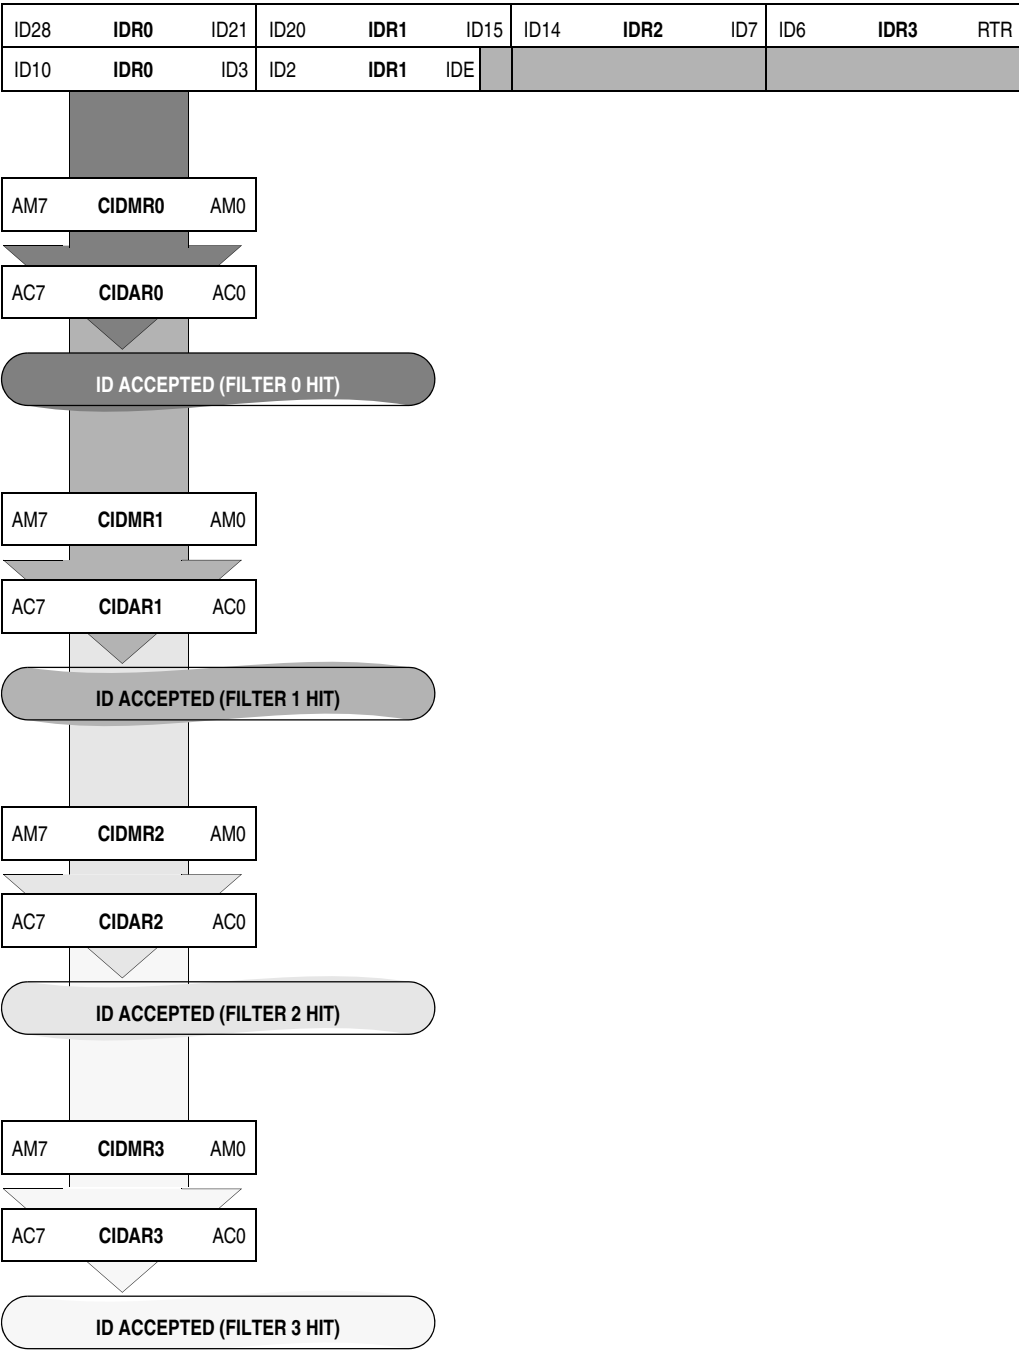 ID28 IDR0 ID21 ID20 IDR1 ID15 ID14 IDR2 ID7 ID6 IDR3 RTR
ID10 IDR0 ID3 ID2 IDR1 IDE
AM7 CIDMR0 AM0
AC7 CIDAR0 AC0
ID ACCEPTED (FILTER 0 HIT)
AM7 CIDMR1 AM0
AC7 CIDAR1 AC0
ID ACCEPTED (FILTER 1 HIT)
AM7 CIDMR2 AM0
AC7 CIDAR2 AC0
ID ACCEPTED (FILTER 2 HIT)
AM7 CIDMR3 AM0
AC7 CIDAR3 AC0
ID ACCEPTED (FILTER 3 HIT)